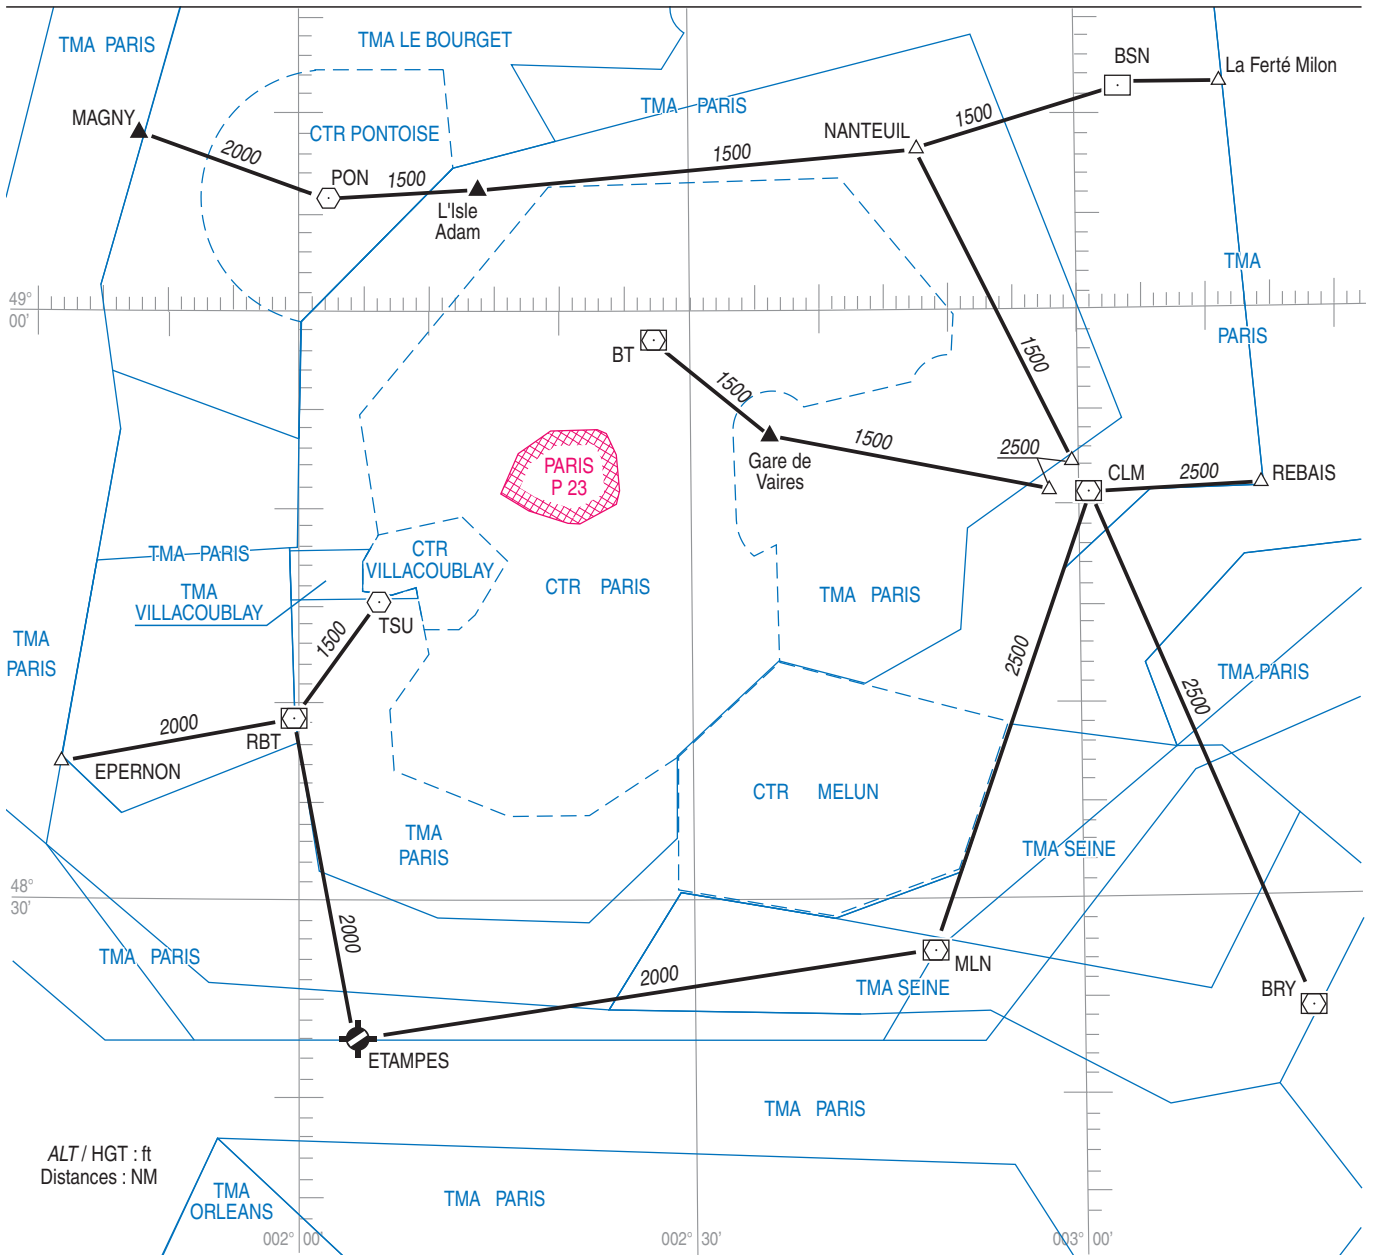 TMA PARIS
TMA LE BOURGET
BSN
La Ferté Milon
MAGNY
TMA PARIS
1500
CTR PONTOISE
NANTEUIL
2000
1500
PON
1500
L'Isle
Adam
TMA
PARIS
49°
00'
BT
1500
1500
1500
2500
Gare de
Vaires
CLM
2500
REBAIS
PARIS
P 23
TMA PARIS
CTR
VILLACOUBLAY
TMA
VILLACOUBLAY
CTR PARIS
TMA PARIS
TSU
1500
TMA
PARIS
2500
TMA PARIS
2500
2000
RBT
EPERNON
CTR MELUN
TMA
PARIS
TMA SEINE
48°
30'
2000
TMA PARIS
2000
MLN
TMA SEINE
BRY
ETAMPES
TMA PARIS
ALT / HGT : ft
Distances : NM
TMA
ORLEANS
TMA PARIS
002° 00'
002° 30'
003° 00'